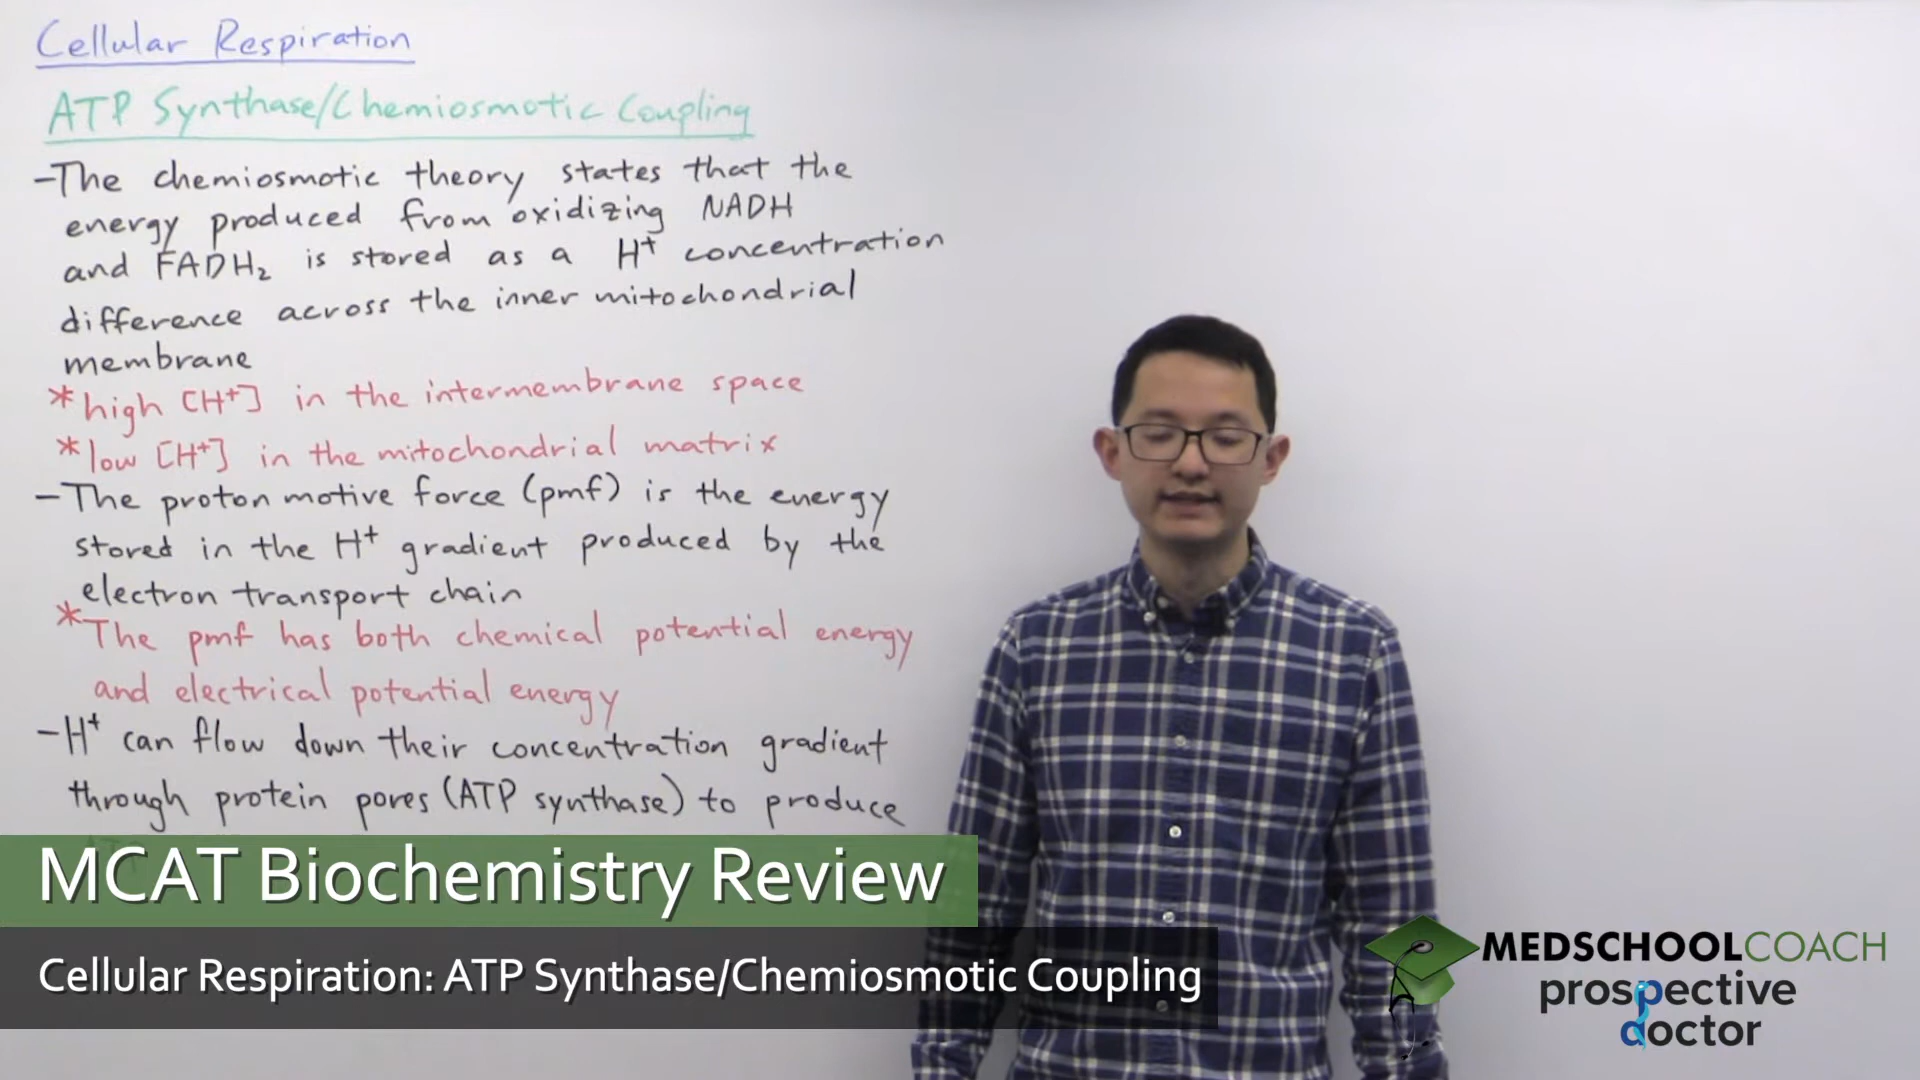 Cellular Respiration
ATP Synthase/Chemiosmotic Coupling
-The chemiosmotic theory states that the
energy produced from oxidizing NADH
and FADH₂ is stored as a H⁺ concentration
difference across the inner mitochondrial
membrane
*high [H⁺] in the intermembrane space
*low [H⁺] in the mitochondrial matrix
-The proton motive force (pmf) is the energy
stored in the H⁺ gradient produced by the
electron transport chain
*The pmf has both chemical potential energy
and electrical potential energy
-H⁺ can flow down their concentration gradient
through protein pores (ATP synthase) to produce
MCAT Biochemistry Review
Cellular Respiration: ATP Synthase/Chemiosmotic Coupling
MEDSCHOOLCOACH
prospective
doctor